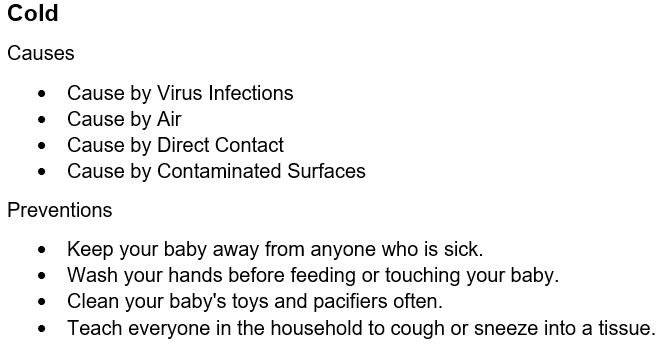 Cold
Causes
• Cause by Virus Infections
• Cause by Air
• Cause by Direct Contact
• Cause by Contaminated Surfaces
Preventions
• Keep your baby away from anyone who is sick.
• Wash your hands before feeding or touching your baby.
• Clean your baby's toys and pacifiers often.
• Teach everyone in the household to cough or sneeze into a tissue.